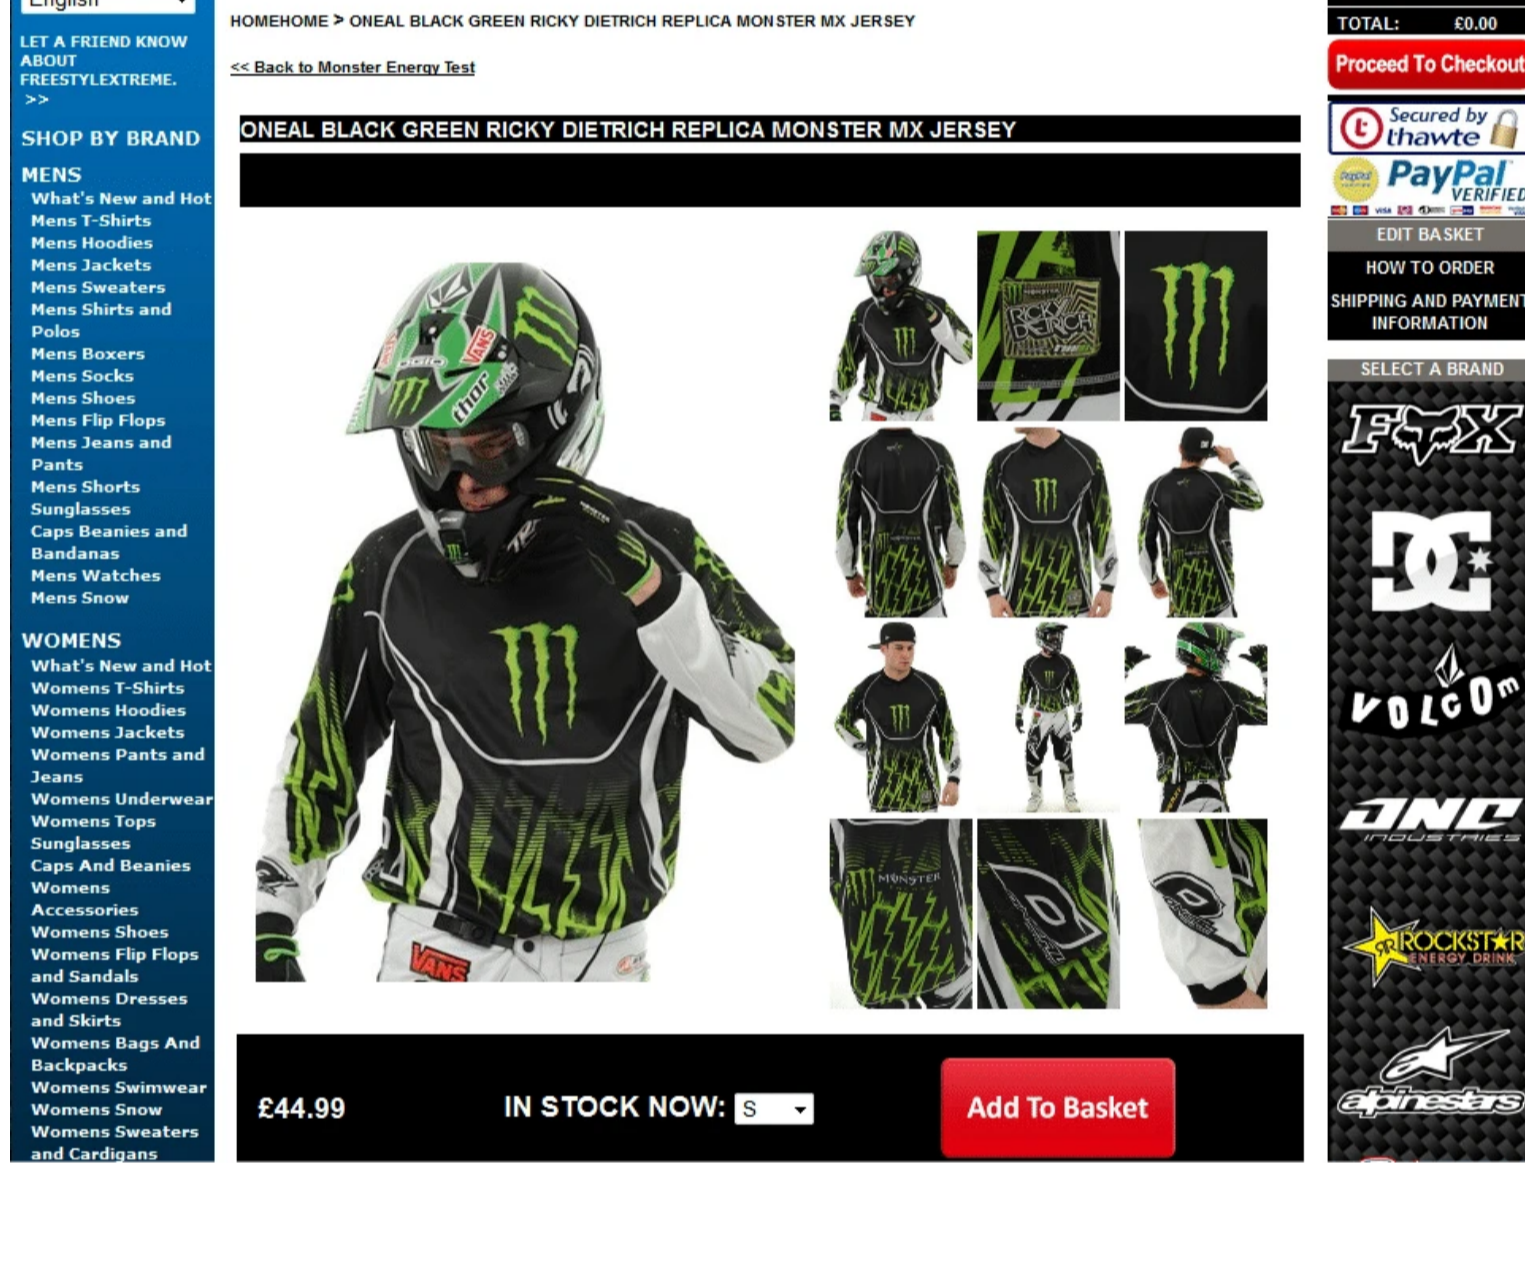 English
LET A FRIEND KNOW
ABOUT
FREESTYLEXTREME.
>>
SHOP BY BRAND
MENS
What's New and Hot
Mens T-Shirts
Mens Hoodies
Mens Jackets
Mens Sweaters
Mens Shirts and
Polos
Mens Boxers
Mens Socks
Mens Shoes
Mens Flip Flops
Mens Jeans and
Pants
Mens Shorts
Sunglasses
Caps Beanies and
Bandanas
Mens Watches
Mens Snow
WOMENS
What's New and Hot
Womens T-Shirts
Womens Hoodies
Womens Jackets
Womens Pants and
Jeans
Womens Underwear
Womens Tops
Sunglasses
Caps And Beanies
Womens
Accessories
Womens Shoes
Womens Flip Flops
and Sandals
Womens Dresses
and Skirts
Womens Bags And
Backpacks
Womens Swimwear
Womens Snow
Womens Sweaters
and Cardigans
HOMEHOME > ONEAL BLACK GREEN RICKY DIETRICH REPLICA MONSTER MX JERSEY
<< Back to Monster Energy Test
ONEAL BLACK GREEN RICKY DIETRICH REPLICA MONSTER MX JERSEY
VANS
OGIO
thor
VANS
MONSTER
RICKY
DIETRICH
MONSTER
£44.99
IN STOCK NOW: S
Add To Basket
TOTAL: £0.00
Proceed To Checkout
Secured by
thawte
PayPal
PayPal
VERIFIED
VISA
EDIT BASKET
HOW TO ORDER
SHIPPING AND PAYMENT
INFORMATION
SELECT A BRAND
FOX
DC
VOLCOM
JNC
INDUSTRIES
ROCKSTAR
ENERGY DRINK
alpinestars